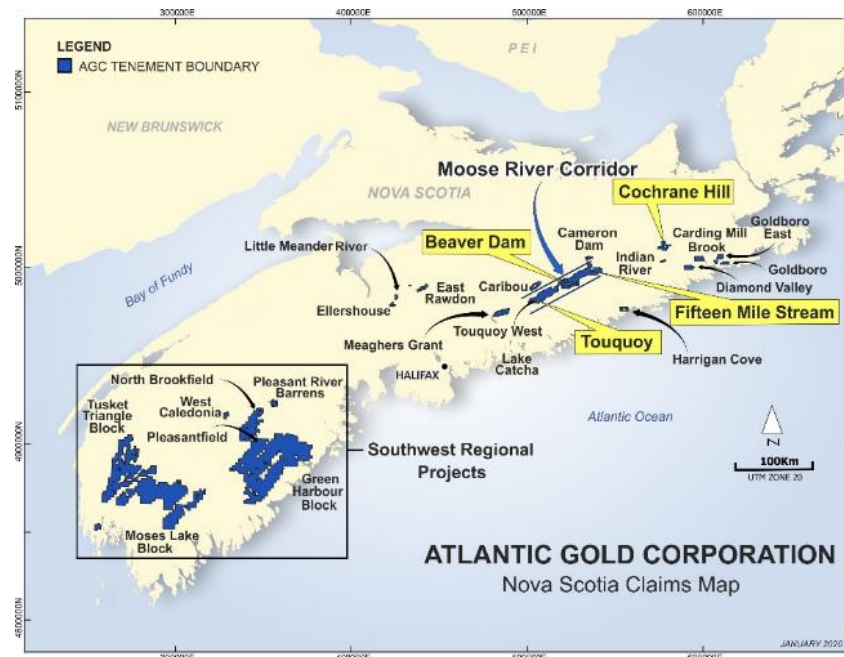 300000E
400000E
500000E
600000E
LEGEND
AGC TENEMENT BOUNDARY
PEI
5100000N
NEW BRUNSWICK
Moose River Corridor
NOVA SCOTIA
Cochrane Hill
Goldboro
East
Carding Mill
Brook
Cameron
Dam
Beaver Dam
Little Meander River
Indian
River
Goldboro
5000000N
Bay of Fundy
East
Rawdon
Caribou
Diamond Valley
Ellershouse
Fifteen Mile Stream
Touquoy West
Touquoy
Meaghers Grant
Harrigan Cove
Lake
Catcha
HALIFAX
North Brookfield
Pleasant River
Barrens
West
Caledonia
Tusket
Triangle
Block
Atlantic Ocean
Pleasantfield
4900000N
Southwest Regional
Projects
N
100Km
UTM ZONE 20
Green
Harbour
Block
Moses Lake
Block
ATLANTIC GOLD CORPORATION
Nova Scotia Claims Map
4800000N
JANUARY 2020